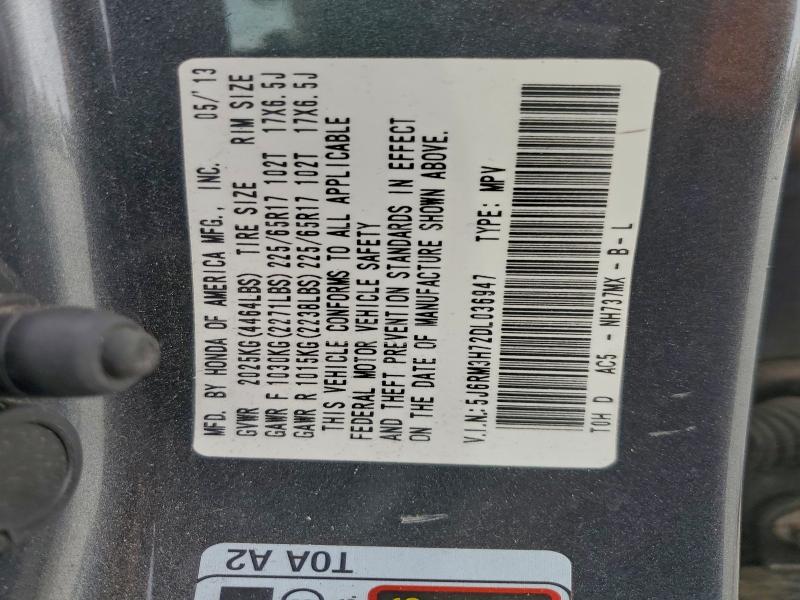 MFD. BY HONDA OF AMERICA MFG., INC. 05/'13
GVWR 2025KG(4464LBS) TIRE SIZE RIM SIZE
GAWR F 1030KG(2271LBS) 225/65R17 102T 17X6.5J
GAWR R 1015KG(2238LBS) 225/65R17 102T 17X6.5J
THIS VEHICLE CONFORMS TO ALL APPLICABLE
FEDERAL MOTOR VEHICLE SAFETY
AND THEFT PREVENTION STANDARDS IN EFFECT
ON THE DATE OF MANUFACTURE SHOWN ABOVE.
V.I.N.: 5J6RM3H72DL036947 TYPE: MPV
T0H D AC5 - NH737MX - B - L
T0A A2